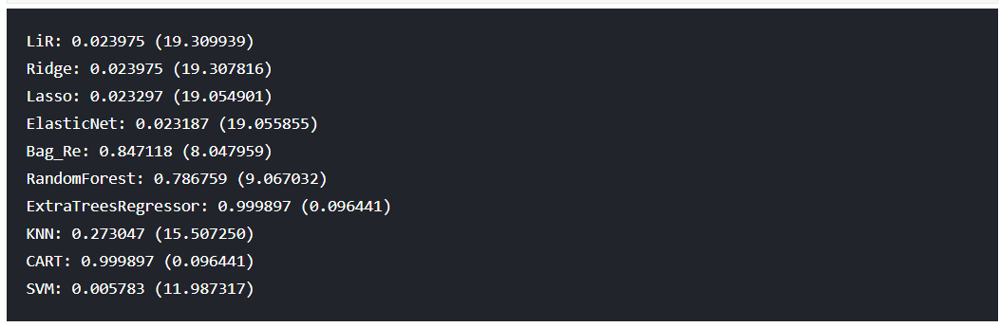 LiR: 0.023975 (19.309939)
Ridge: 0.023975 (19.307816)
Lasso: 0.023297 (19.054901)
ElasticNet: 0.023187 (19.055855)
Bag_Re: 0.847118 (8.047959)
RandomForest: 0.786759 (9.067032)
ExtraTreesRegressor: 0.999897 (0.096441)
KNN: 0.273047 (15.507250)
CART: 0.999897 (0.096441)
SVM: 0.005783 (11.987317)